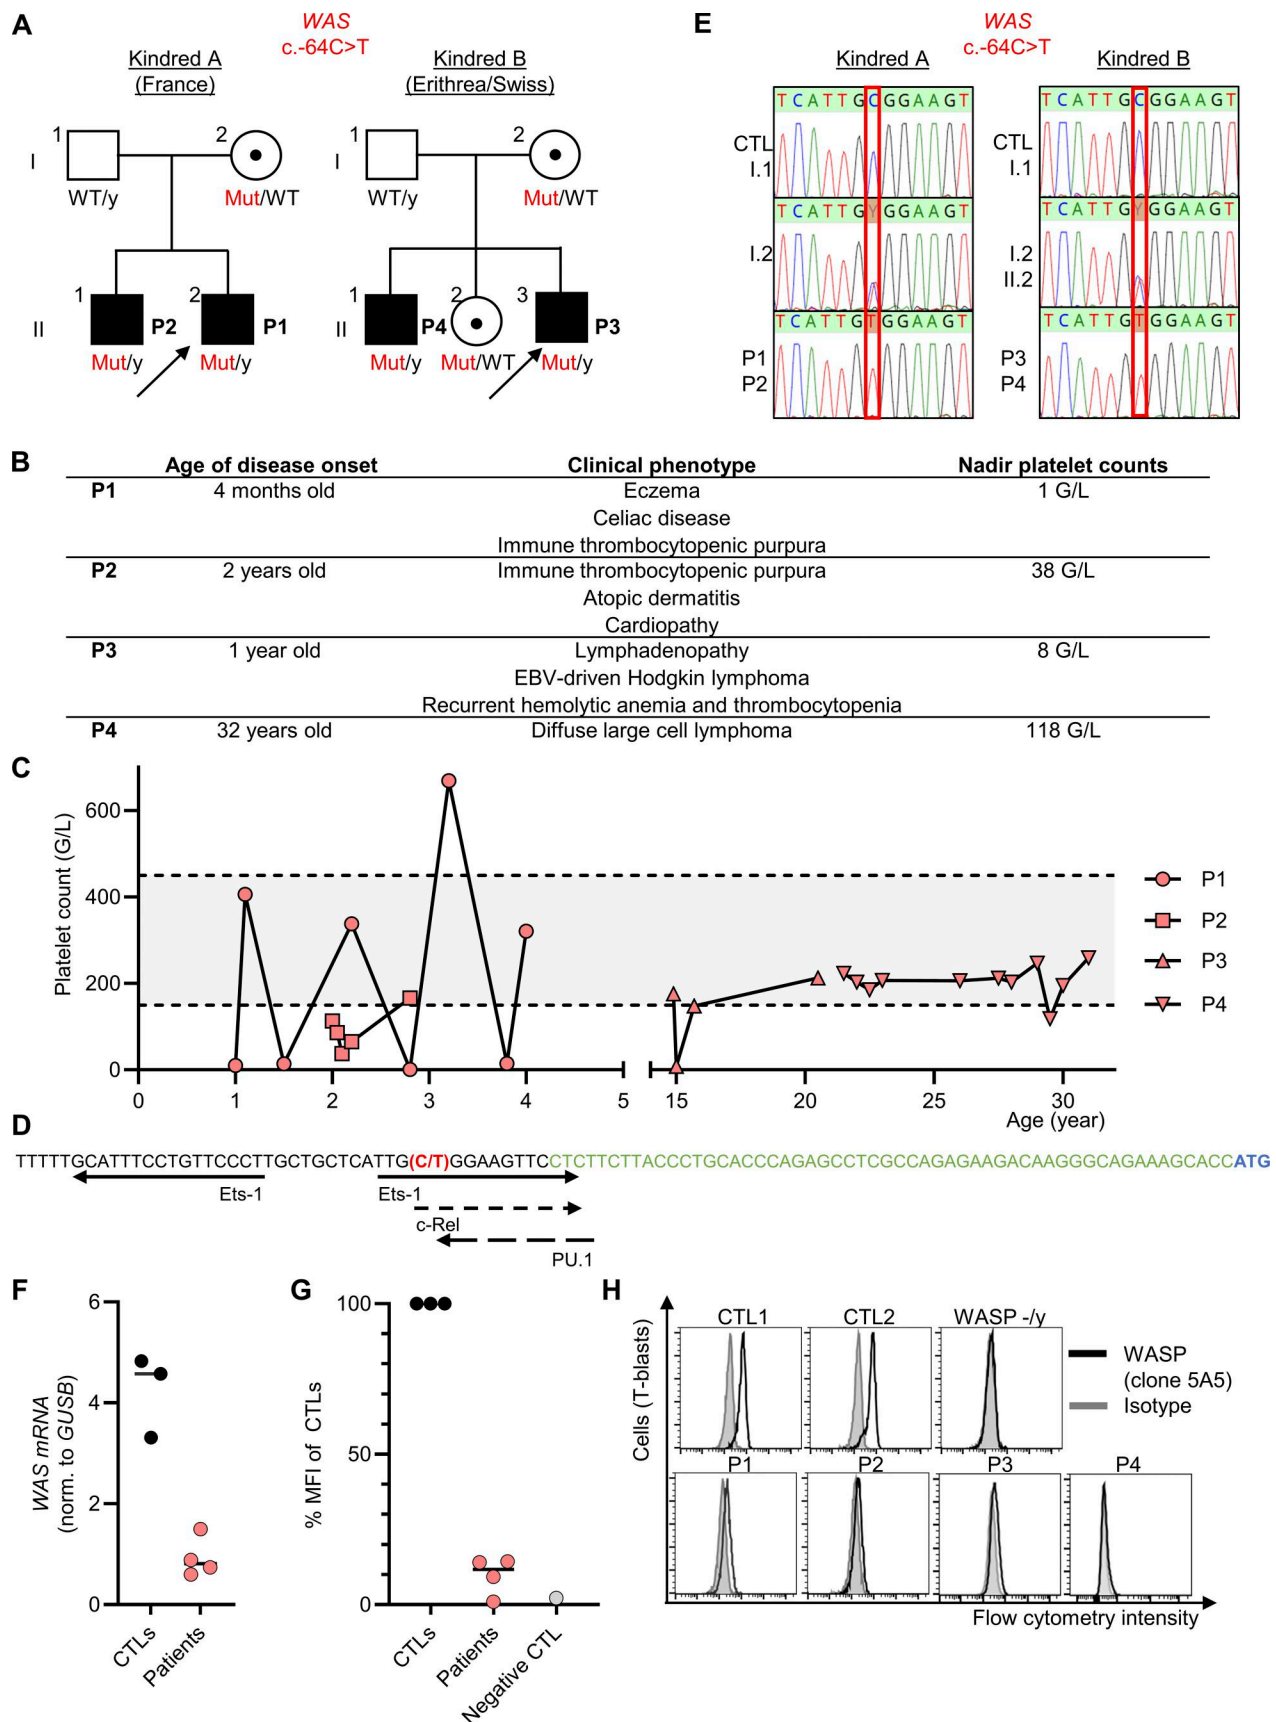 A
WAS
c.-64C>T
Kindred A
(France)
Kindred B
(Erithrea/Swiss)
I
1
2
WT/y
Mut/WT
I
1
2
WT/y
Mut/WT
II
1
P2
2
P1
Mut/y
Mut/y
II
1
P4
2
3
P3
Mut/y
Mut/WT
Mut/y
E
WAS
c.-64C>T
Kindred A
Kindred B
TCATTGCGGAAGT
TCATTGCGGAAGT
CTL
I.1
CTL
I.1
TCATTGYGGAAGT
TCATTGYGGAAGT
I.2
I.2
II.2
TCATTGTGGAAGT
TCATTGTGGAAGT
P1
P2
P3
P4
B
Age of disease onset Clinical phenotype Nadir platelet counts
P1 4 months old Eczema 1 G/L
Celiac disease
Immune thrombocytopenic purpura
P2 2 years old Immune thrombocytopenic purpura 38 G/L
Atopic dermatitis
Cardiopathy
P3 1 year old Lymphadenopathy 8 G/L
EBV-driven Hodgkin lymphoma
Recurrent hemolytic anemia and thrombocytopenia
P4 32 years old Diffuse large cell lymphoma 118 G/L
C
Platelet count (G/L)
600
400
200
0
0 1 2 3 4 5 15 20 25 30
Age (year)
P1
P2
P3
P4
D
TTTTTGCATTTCCTGTTCCCTTGCTGCTCATTG(C/T)GGAAGTTCCTCTTCTTACCCTGCACCCAGAGCCTCGCCAGAGAAGACAAGGGCAGAAAGCACCATG
Ets-1
Ets-1
c-Rel
PU.1
F
WAS mRNA
(norm. to GUSB)
6
4
2
0
CTLs
Patients
G
% MFI of CTLs
100
50
0
CTLs
Patients
Negative CTL
H
Cells (T-blasts)
CTL1
CTL2
WASP -/y
WASP
(clone 5A5)
Isotype
P1
P2
P3
P4
Flow cytometry intensity